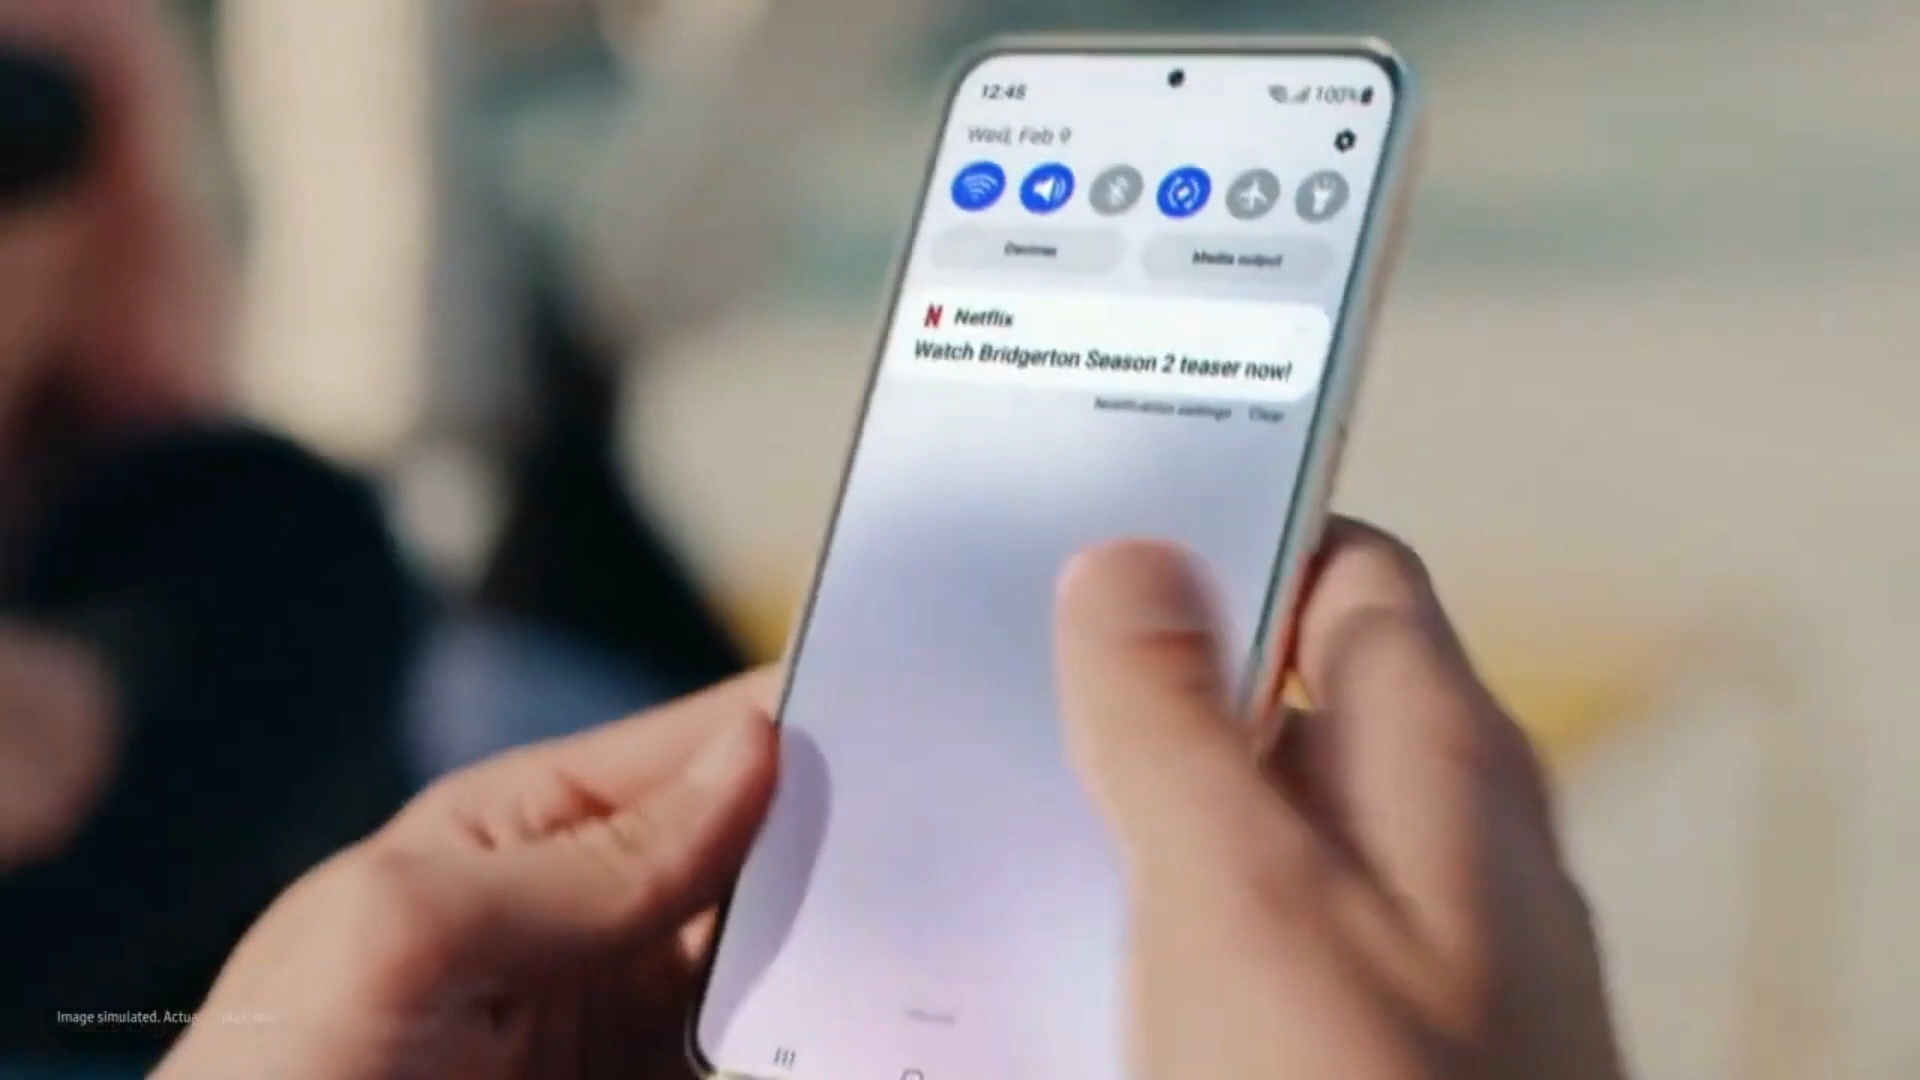 12:45
100%
Wed, Feb 9
Devices
Media output
N Netflix
Watch Bridgerton Season 2 teaser now!
Notification settings Clear
Image simulated.